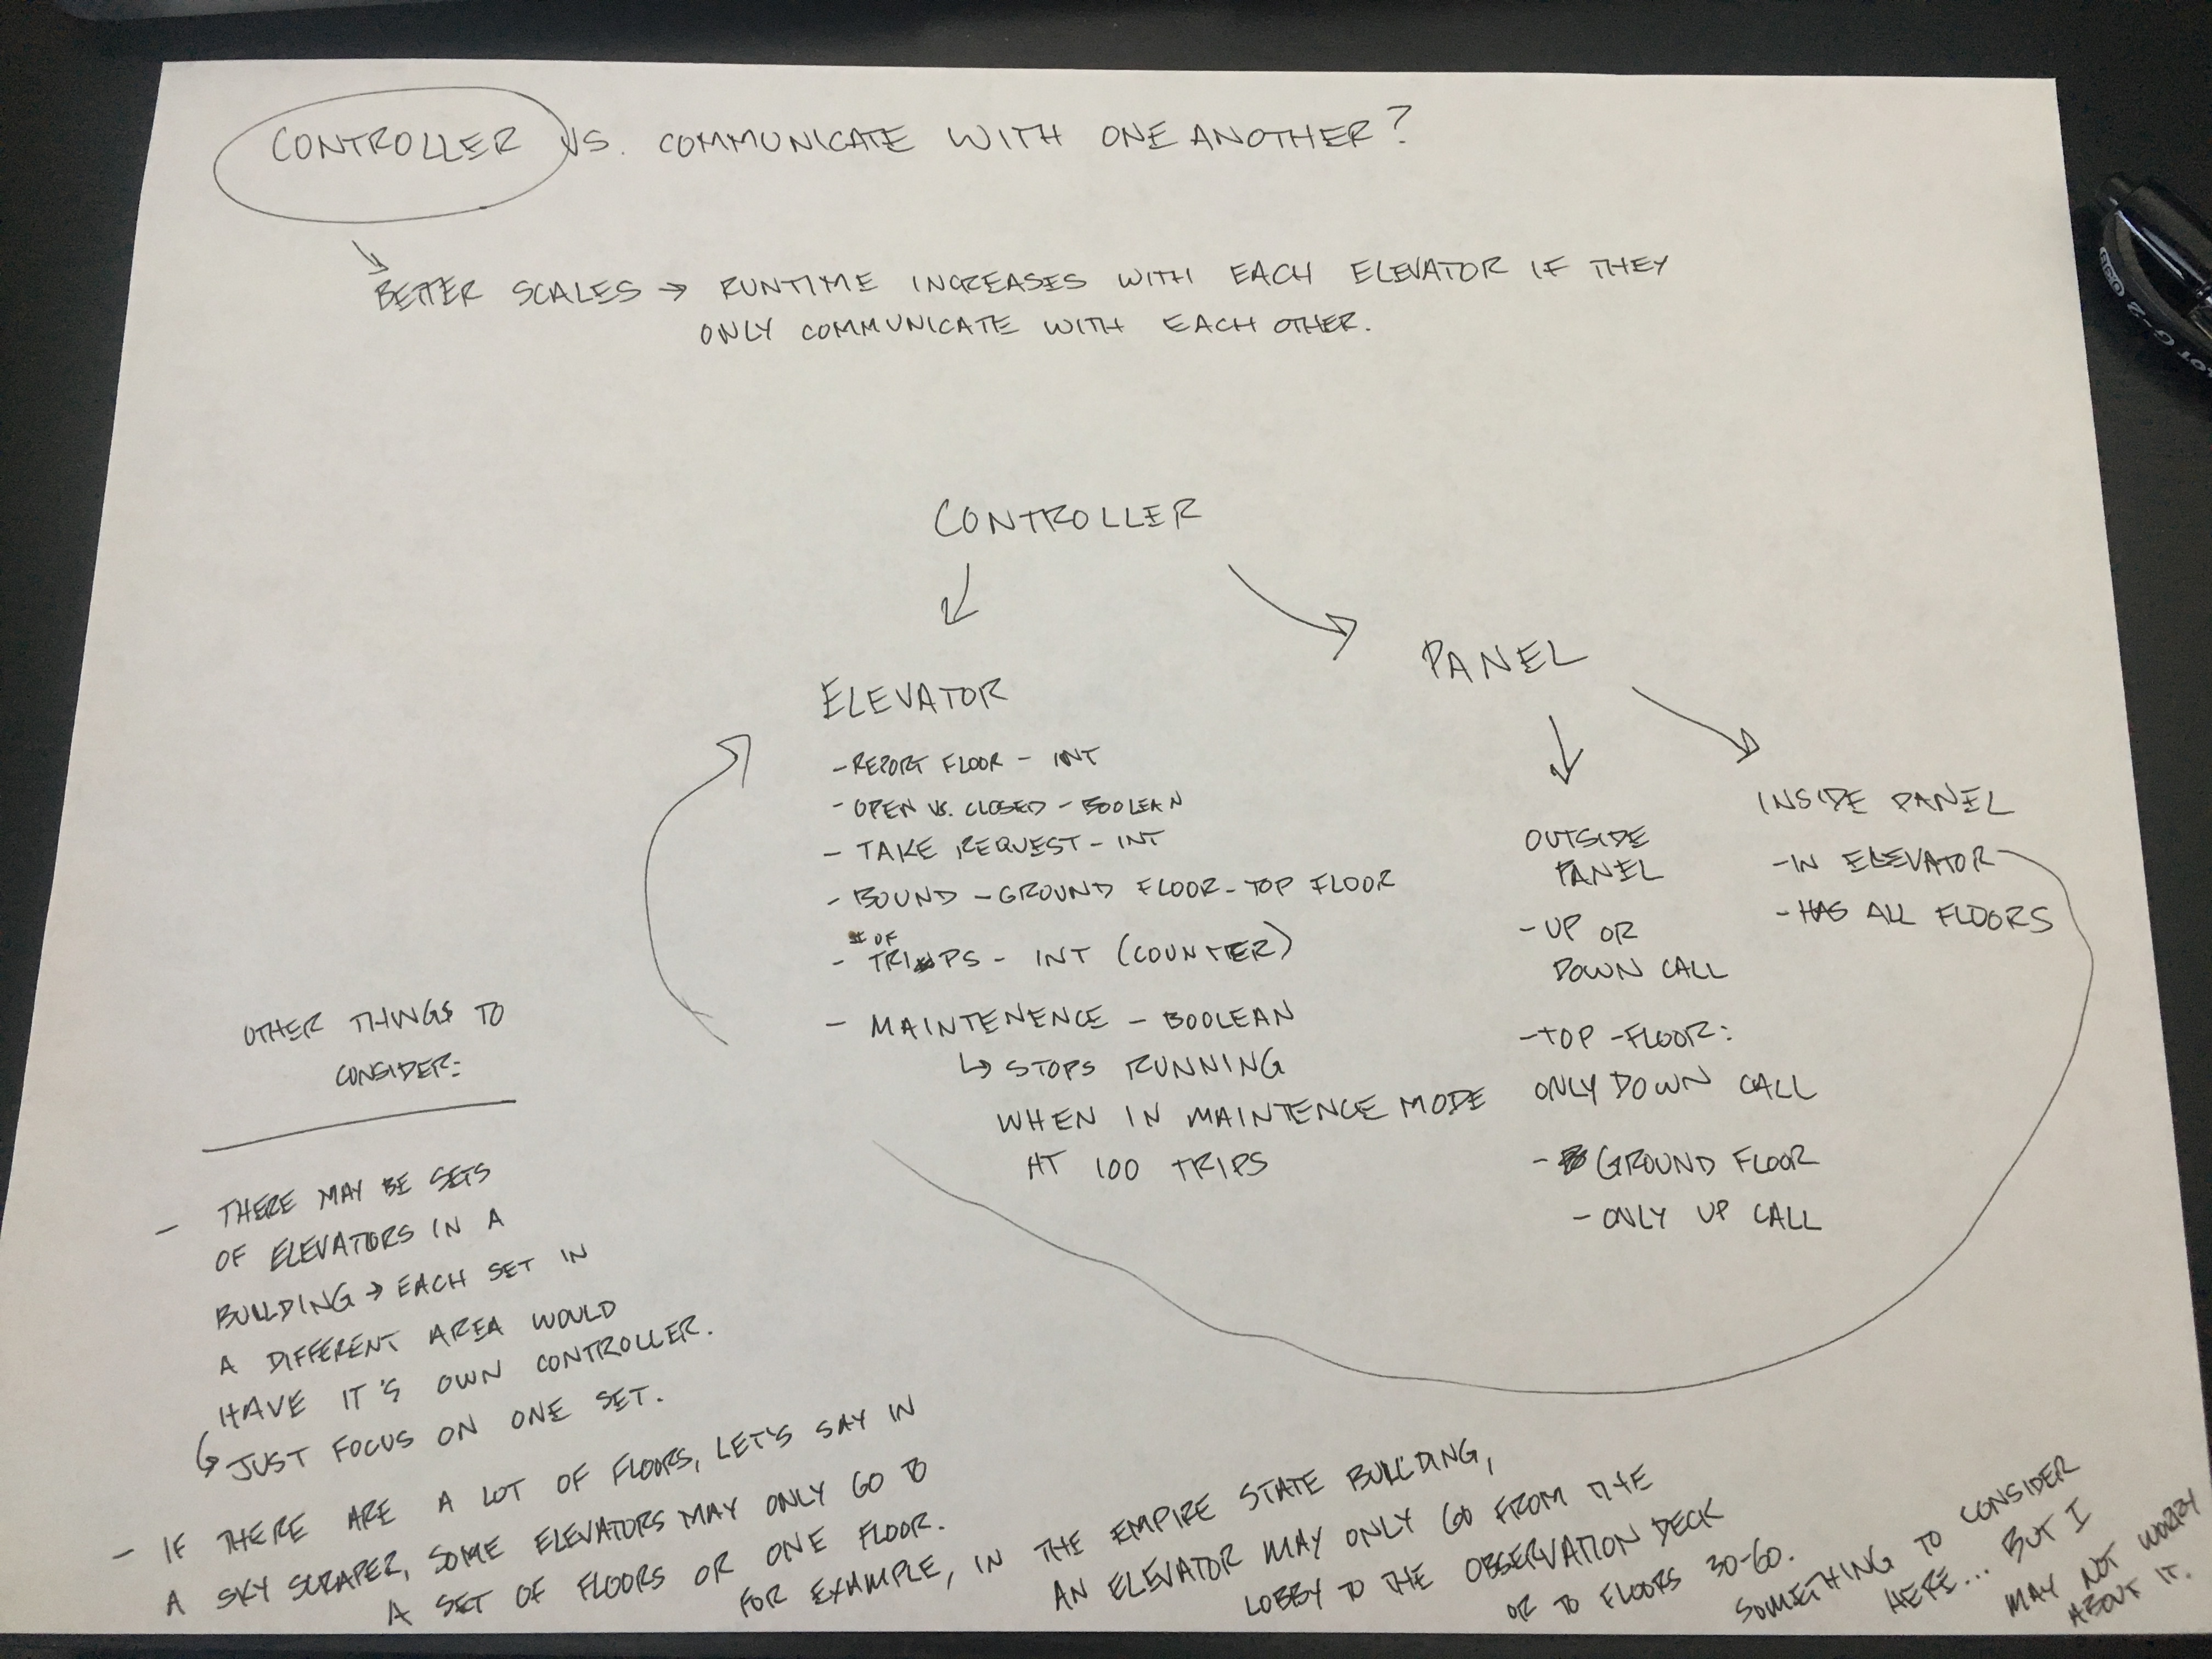 CONTROLLER VS. COMMUNICATE WITH ONE ANOTHER?
BETTER SCALES → RUNTIME INCREASES WITH EACH ELEVATOR IF THEY
ONLY COMMUNICATE WITH EACH OTHER.
CONTROLLER
ELEVATOR
- REPORT FLOOR - INT
- OPEN VS. CLOSED - BOOLEAN
- TAKE REQUEST - INT
- BOUND - GROUND FLOOR - TOP FLOOR
# OF
- TRIPS - INT (COUNTER)
- MAINTENENCE - BOOLEAN
↳ STOPS RUNNING
WHEN IN MAINTENCE MODE
AT 100 TRIPS
PANEL
OUTSIDE
PANEL
- UP OR
DOWN CALL
- TOP - FLOOR:
ONLY DOWN CALL
- GROUND FLOOR
- ONLY UP CALL
INSIDE PANEL
- IN ELEVATOR
- HAS ALL FLOORS
OTHER THINGS TO
CONSIDER:
- THERE MAY BE SETS
OF ELEVATORS IN A
BUILDING → EACH SET IN
A DIFFERENT AREA WOULD
HAVE IT'S OWN CONTROLLER.
↳ JUST FOCUS ON ONE SET.
- IF THERE ARE A LOT OF FLOORS, LET'S SAY IN
A SKY SCRAPER, SOME ELEVATORS MAY ONLY GO TO
A SET OF FLOORS OR ONE FLOOR.
FOR EXAMPLE, IN THE EMPIRE STATE BUILDING,
AN ELEVATOR MAY ONLY GO FROM THE
LOBBY TO THE OBSERVATION DECK
OR TO FLOORS 30-60.
SOMETHING TO CONSIDER
HERE... BUT I
MAY NOT WORRY
ABOUT IT.
G-2